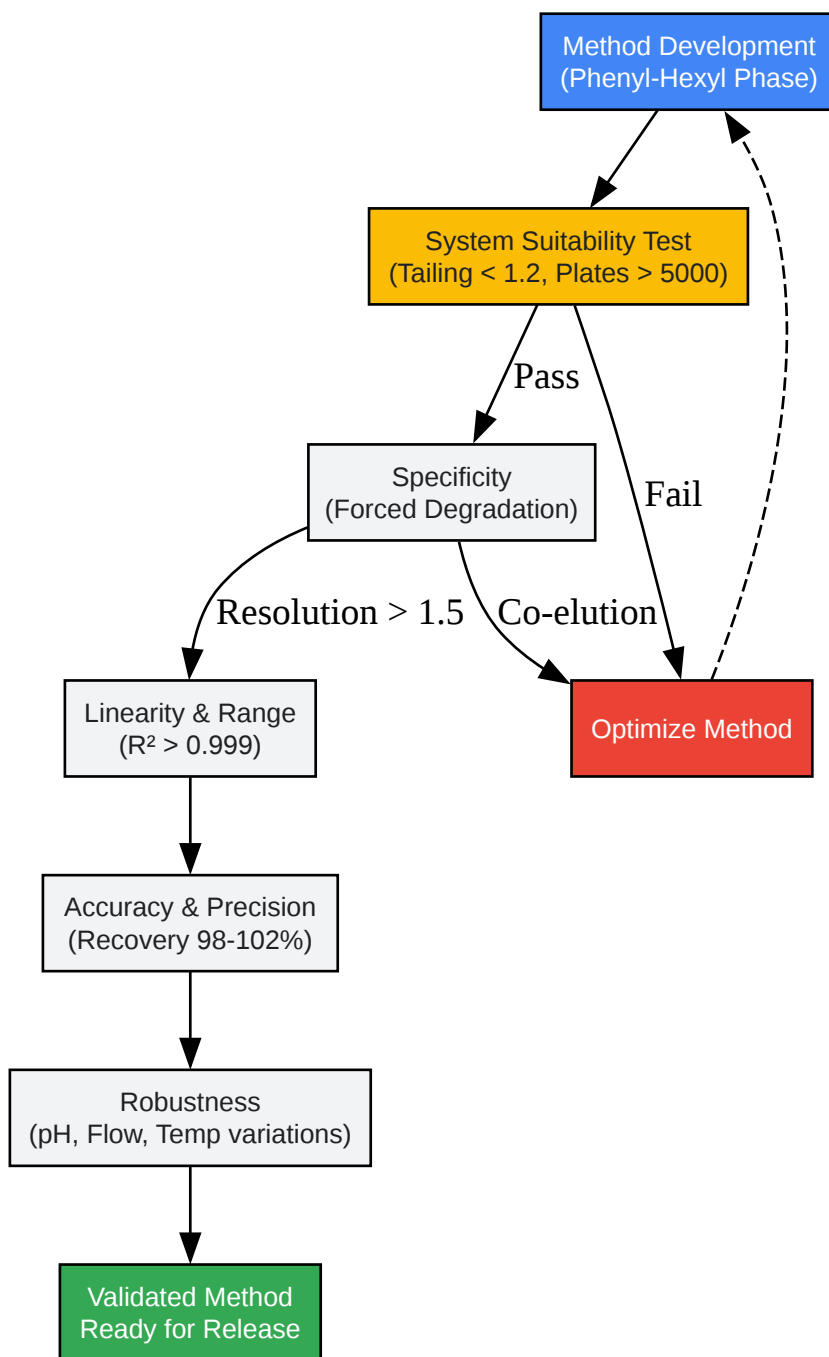 Method Development
(Phenyl-Hexyl Phase)
System Suitability Test
(Tailing < 1.2, Plates > 5000)
Pass
Fail
Specificity
(Forced Degradation)
Resolution > 1.5
Co-elution
Linearity & Range
(R² > 0.999)
Optimize Method
Accuracy & Precision
(Recovery 98-102%)
Robustness
(pH, Flow, Temp variations)
Validated Method
Ready for Release